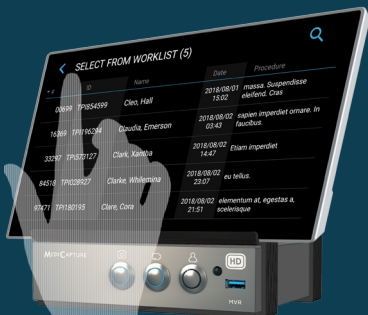 SELECT FROM WORKLIST (5)
# ID Name Date Procedure
00699 TPI854599 Cleo, Hall 2018/08/01 15:02 massa. Suspendisse eleifend. Cras
16369 TPI196294 Claudia, Emerson 2018/08/02 03:43 sapien imperdiet ornare. In faucibus.
33297 TPI573127 Clark, Xantha 2018/08/02 14:47 Etiam imperdiet
84518 TPI028927 Clarke, Whilemina 2018/08/02 23:07 eu tellus.
97471 TPI180195 Clare, Cora 2018/08/02 21:51 elementum at, egestas a, scelerisque
MEDICAPTURE
HD
MVR